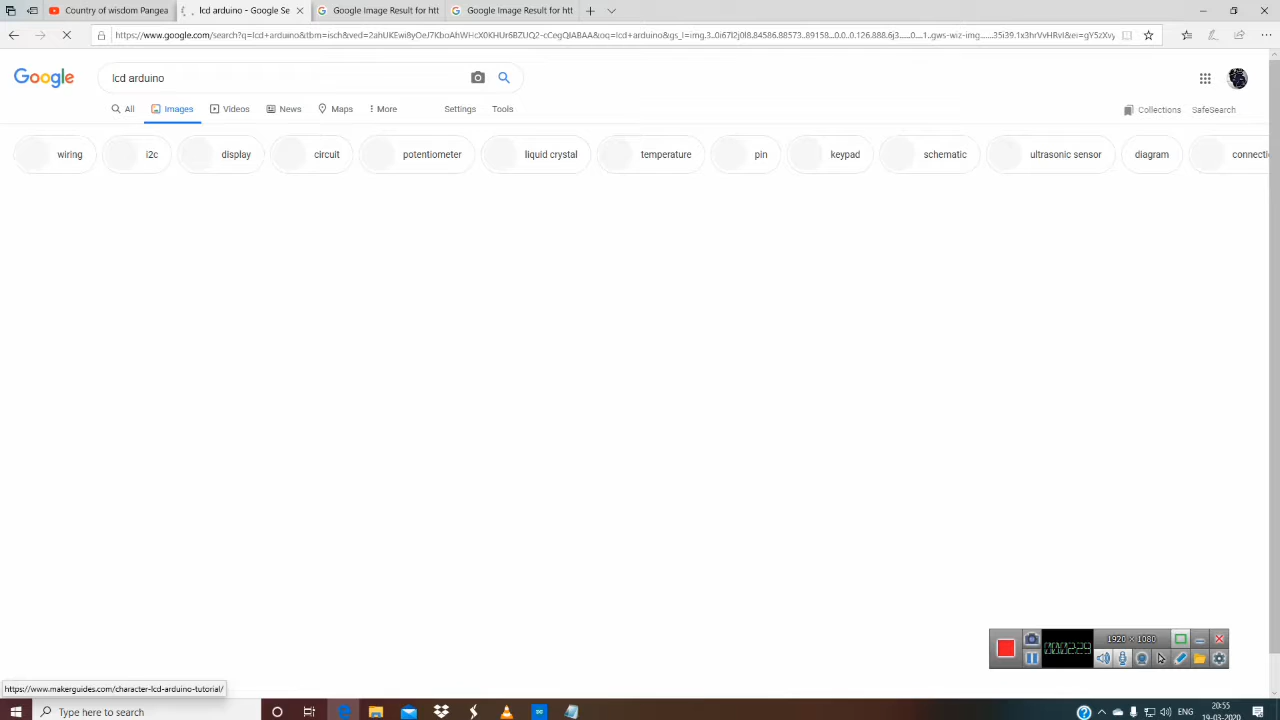 Country of wisdom Pangea
lcd arduino - Google Se
Google Image Result for htt
Google Image Result for htt
Google
lcd arduino
All
Images
Videos
News
Maps
More
Settings
Tools
Collections
SafeSearch
wiring
i2c
display
circuit
potentiometer
liquid crystal
temperature
pin
keypad
schematic
ultrasonic sensor
diagram
connecti
1920 × 1080
https://www.makerguides.com/character-lcd-arduino-tutorial/
Type here to search
ENG
20:55
19-03-2020